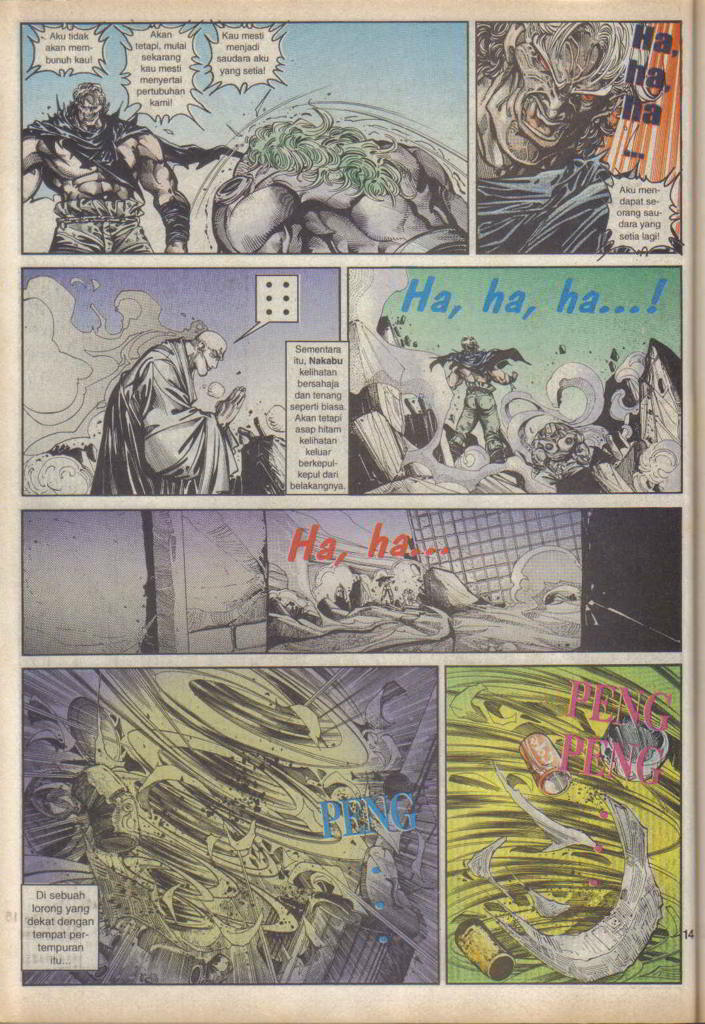 Aku tidak
akan mem-
bunuh kau!
Akan
tetapi, mulai
sekarang
kau mesti
menyertai
pertubuhan
kami!
Kau mesti
menjadi
saudara aku
yang setia!
Ha,
ha,
ha
...
Aku men-
dapat se-
orang sau-
dara yang
setia lagi!
Sementara
itu, Nakabu
kelihatan
bersahaja
dan tenang
seperti biasa.
Akan tetapi
asap hitam
kelihatan
keluar
berkepul-
kepul dari
belakangnya.
Ha, ha, ha...!
Ha, ha...
PENG
Di sebuah
lorong yang
dekat dengan
tempat per-
tempuran
itu...
PENG
PENG
14